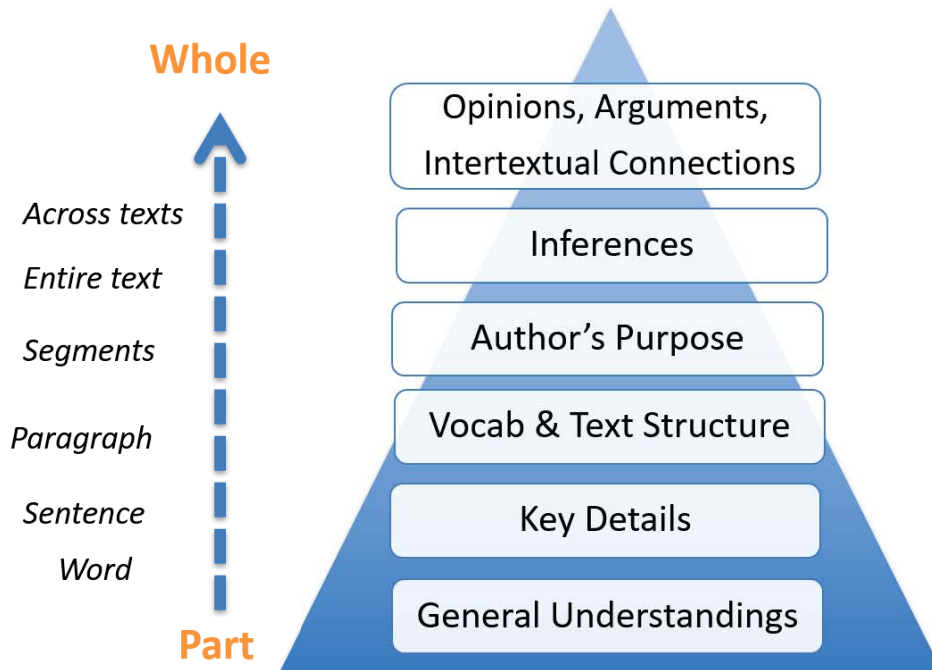 Whole
Across texts
Entire text
Segments
Paragraph
Sentence
Word
Part
Opinions, Arguments,
Intertextual Connections
Inferences
Author’s Purpose
Vocab & Text Structure
Key Details
General Understandings